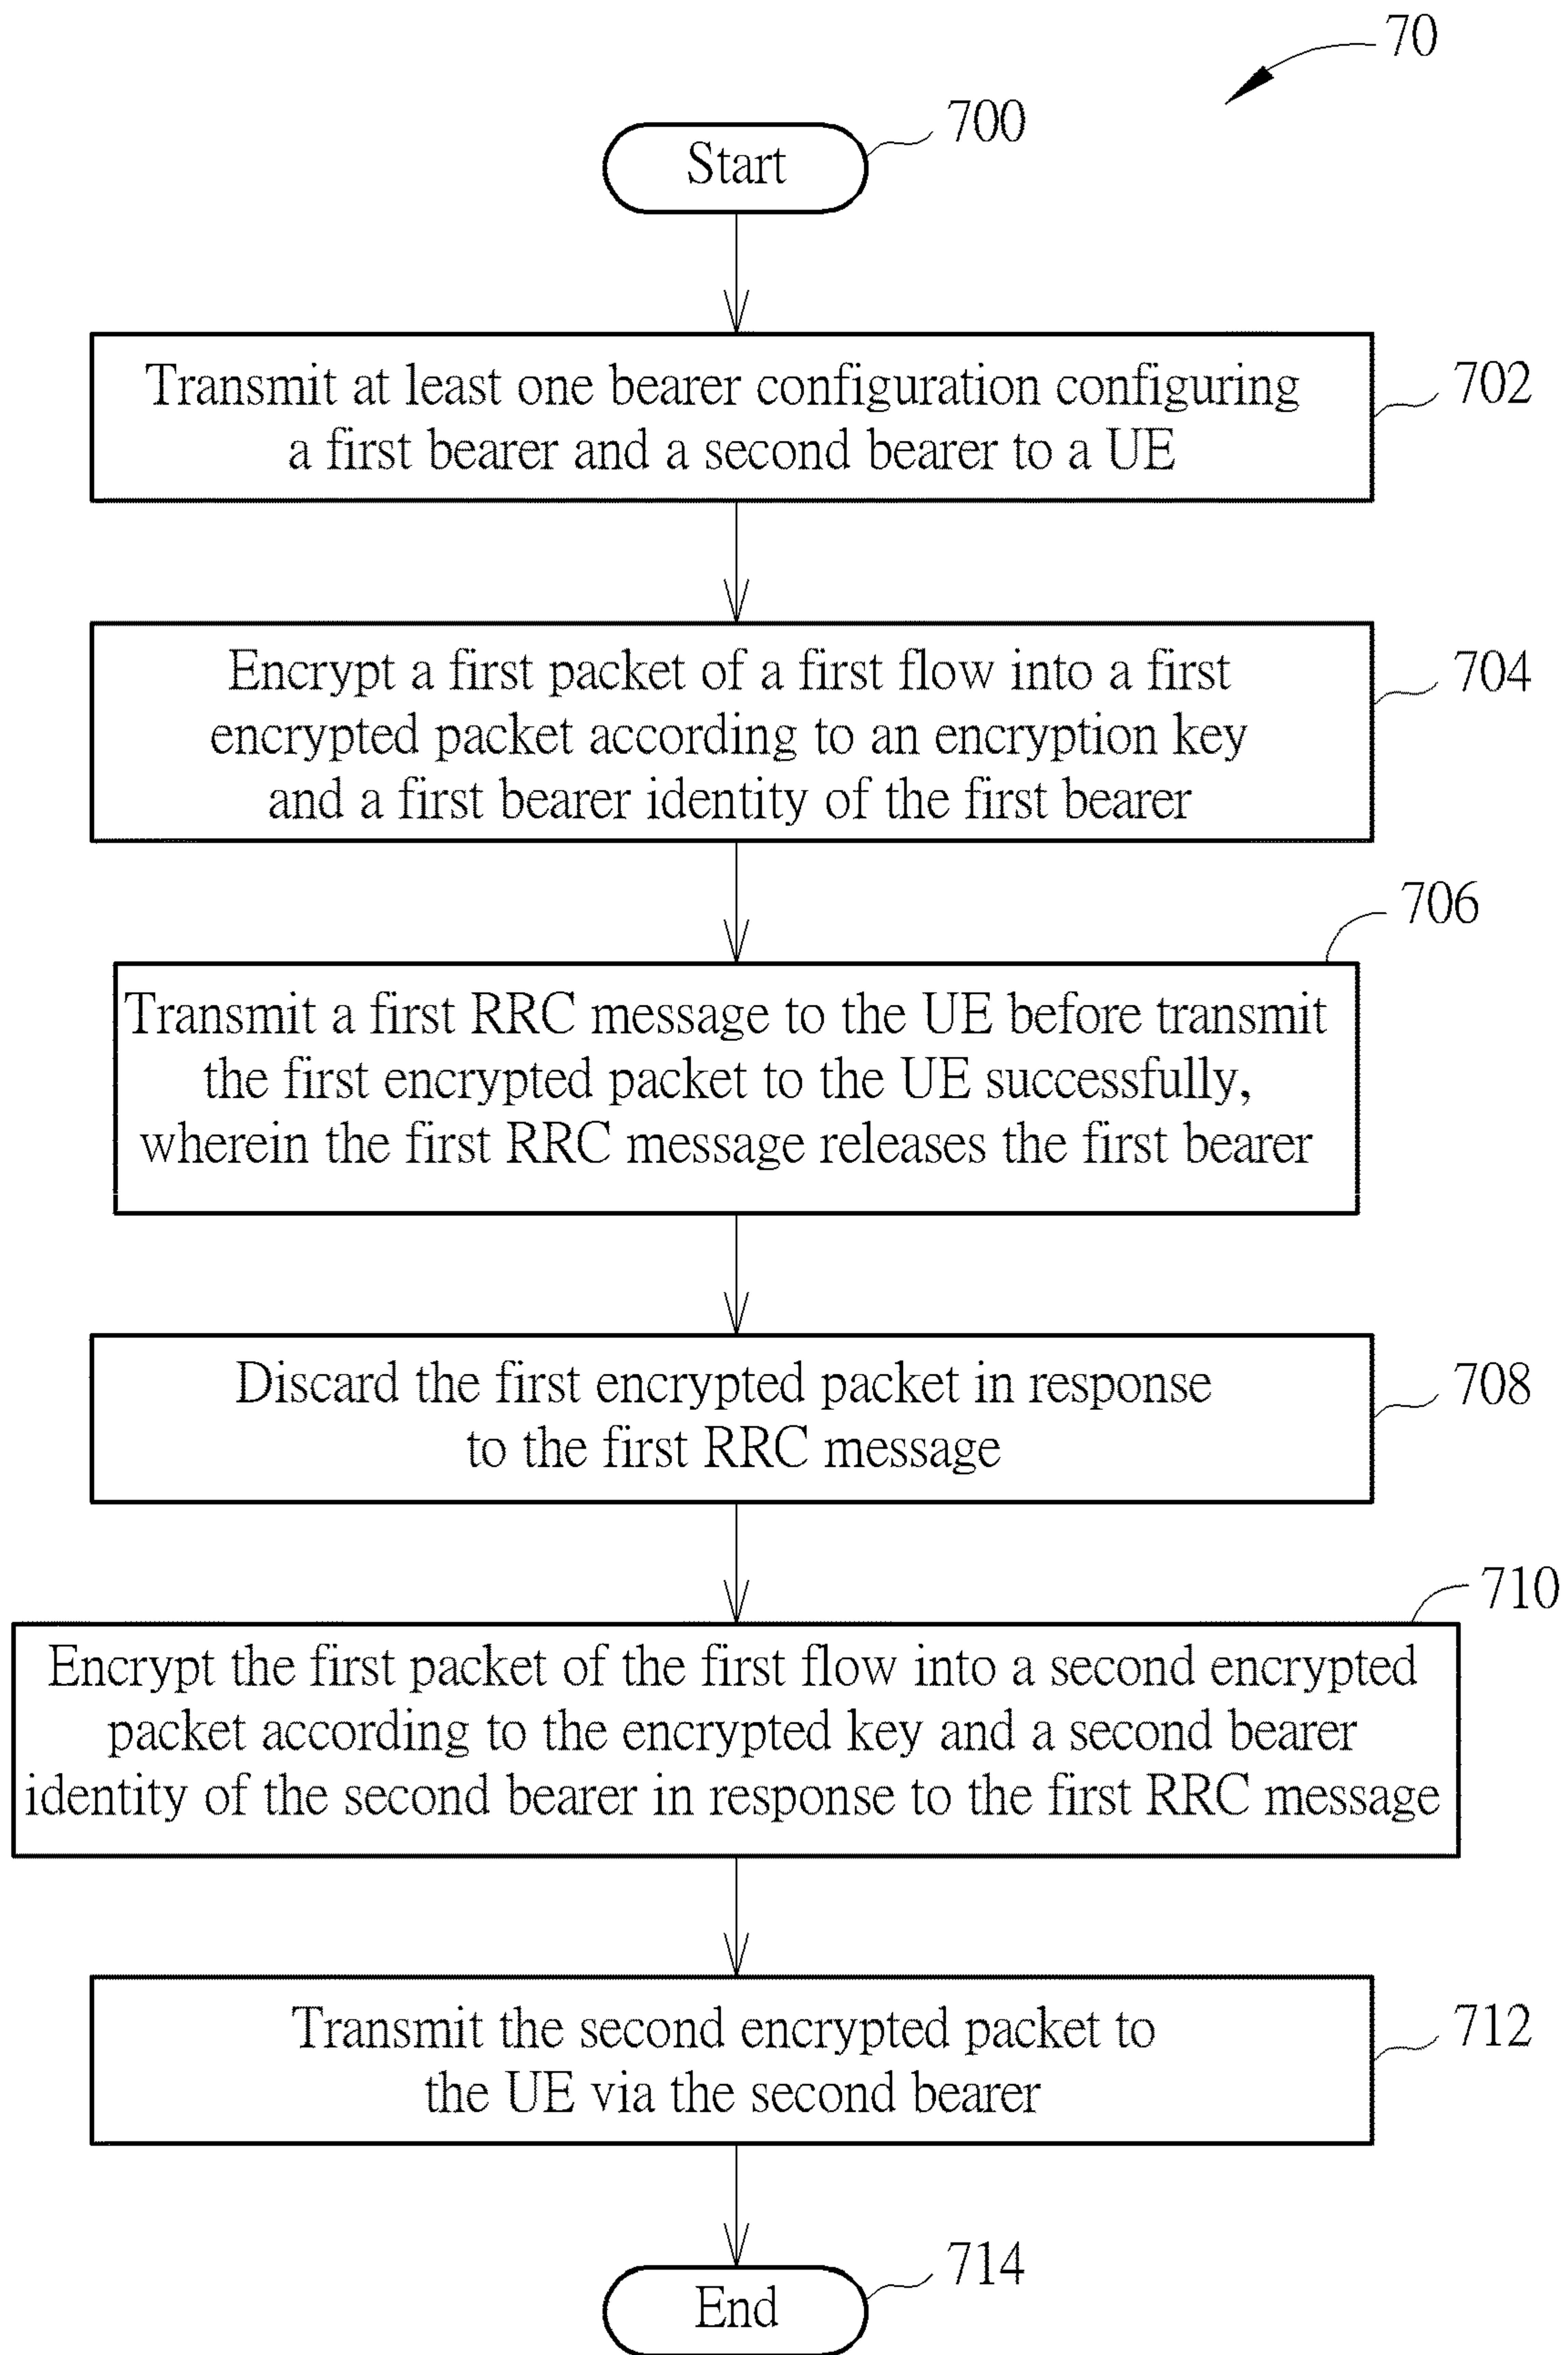 70
Start
700
Transmit at least one bearer configuration configuring
a first bearer and a second bearer to a UE
702
Encrypt a first packet of a first flow into a first
encrypted packet according to an encryption key
and a first bearer identity of the first bearer
704
706
Transmit a first RRC message to the UE before transmit
the first encrypted packet to the UE successfully,
wherein the first RRC message releases the first bearer
Discard the first encrypted packet in response
to the first RRC message
708
710
Encrypt the first packet of the first flow into a second encrypted
packet according to the encrypted key and a second bearer
identity of the second bearer in response to the first RRC message
Transmit the second encrypted packet to
the UE via the second bearer
712
End
714